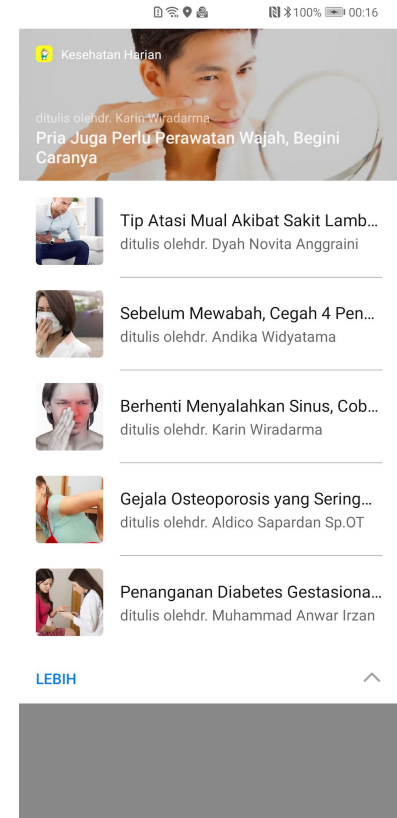 100% 00:16
Kesehatan Harian
ditulis olehdr. Karin Wiradarma
Pria Juga Perlu Perawatan Wajah, Begini
Caranya
Tip Atasi Mual Akibat Sakit Lamb...
ditulis olehdr. Dyah Novita Anggraini
Sebelum Mewabah, Cegah 4 Pen...
ditulis olehdr. Andika Widyatama
Berhenti Menyalahkan Sinus, Cob...
ditulis olehdr. Karin Wiradarma
Gejala Osteoporosis yang Sering...
ditulis olehdr. Aldico Sapardan Sp.OT
Penanganan Diabetes Gestasiona...
ditulis olehdr. Muhammad Anwar Irzan
LEBIH